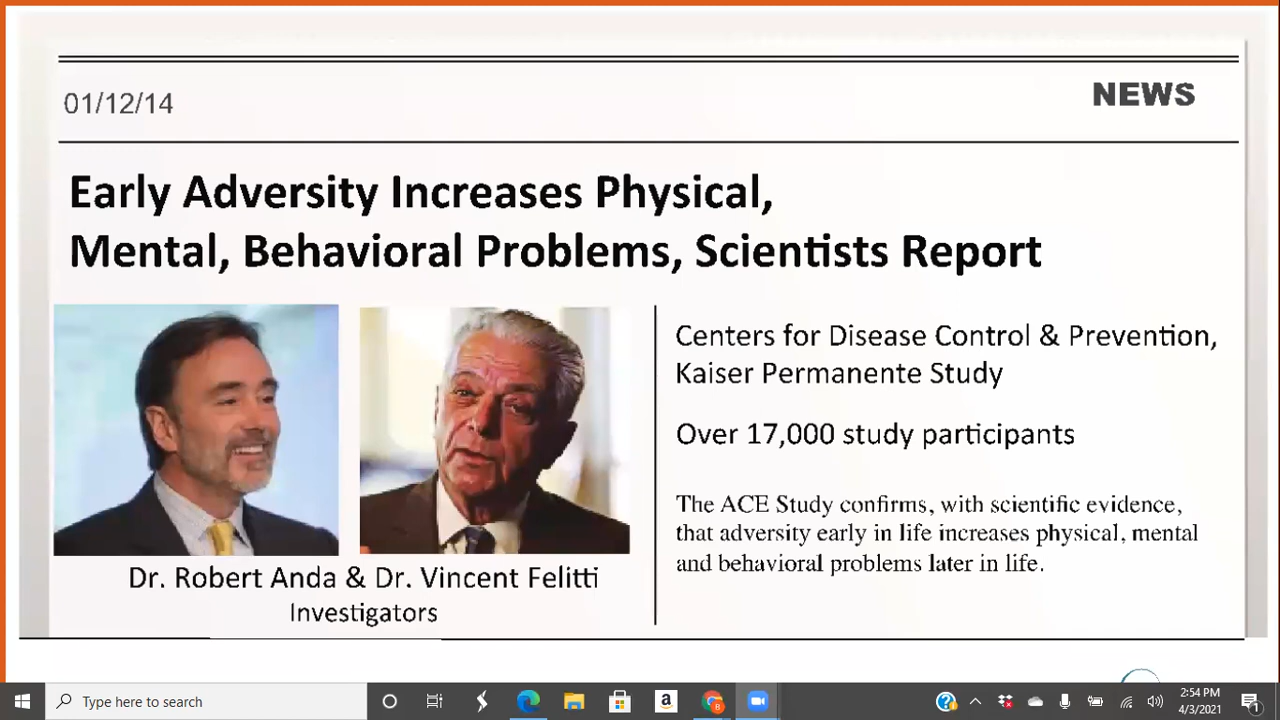 01/12/14
NEWS
Early Adversity Increases Physical,
Mental, Behavioral Problems, Scientists Report
Centers for Disease Control & Prevention,
Kaiser Permanente Study
Over 17,000 study participants
The ACE Study confirms, with scientific evidence,
that adversity early in life increases physical, mental
and behavioral problems later in life.
Dr. Robert Anda & Dr. Vincent Felitti
Investigators
Type here to search
2:54 PM
4/3/2021